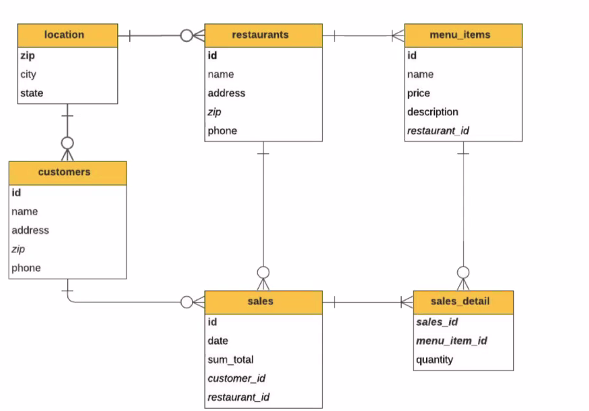 location
zip
city
state
restaurants
id
name
address
zip
phone
menu_items
id
name
price
description
restaurant_id
customers
id
name
address
zip
phone
sales
id
date
sum_total
customer_id
restaurant_id
sales_detail
sales_id
menu_item_id
quantity